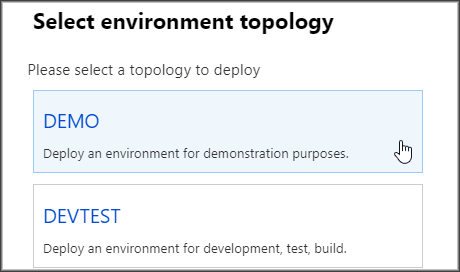 Select environment topology
Please select a topology to deploy
DEMO
Deploy an environment for demonstration purposes.
DEVTEST
Deploy an environment for development, test, build.